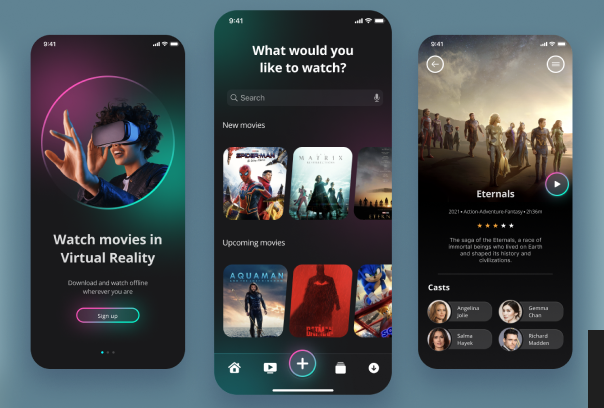 9:41
Watch movies in
Virtual Reality
Download and watch offline
wherever you are
Sign up
9:41
What would you
like to watch?
Search
New movies
SPIDER-MAN
MATRIX
Upcoming movies
AQUAMAN
9:41
Eternals
2021 • Action-Adventure-Fantasy • 2h36m
The saga of the Eternals, a race of
immortal beings who lived on Earth
and shaped its history and
civilizations.
Casts
Angelina
Jolie
Gemma
Chan
Salma
Hayek
Richard
Madden